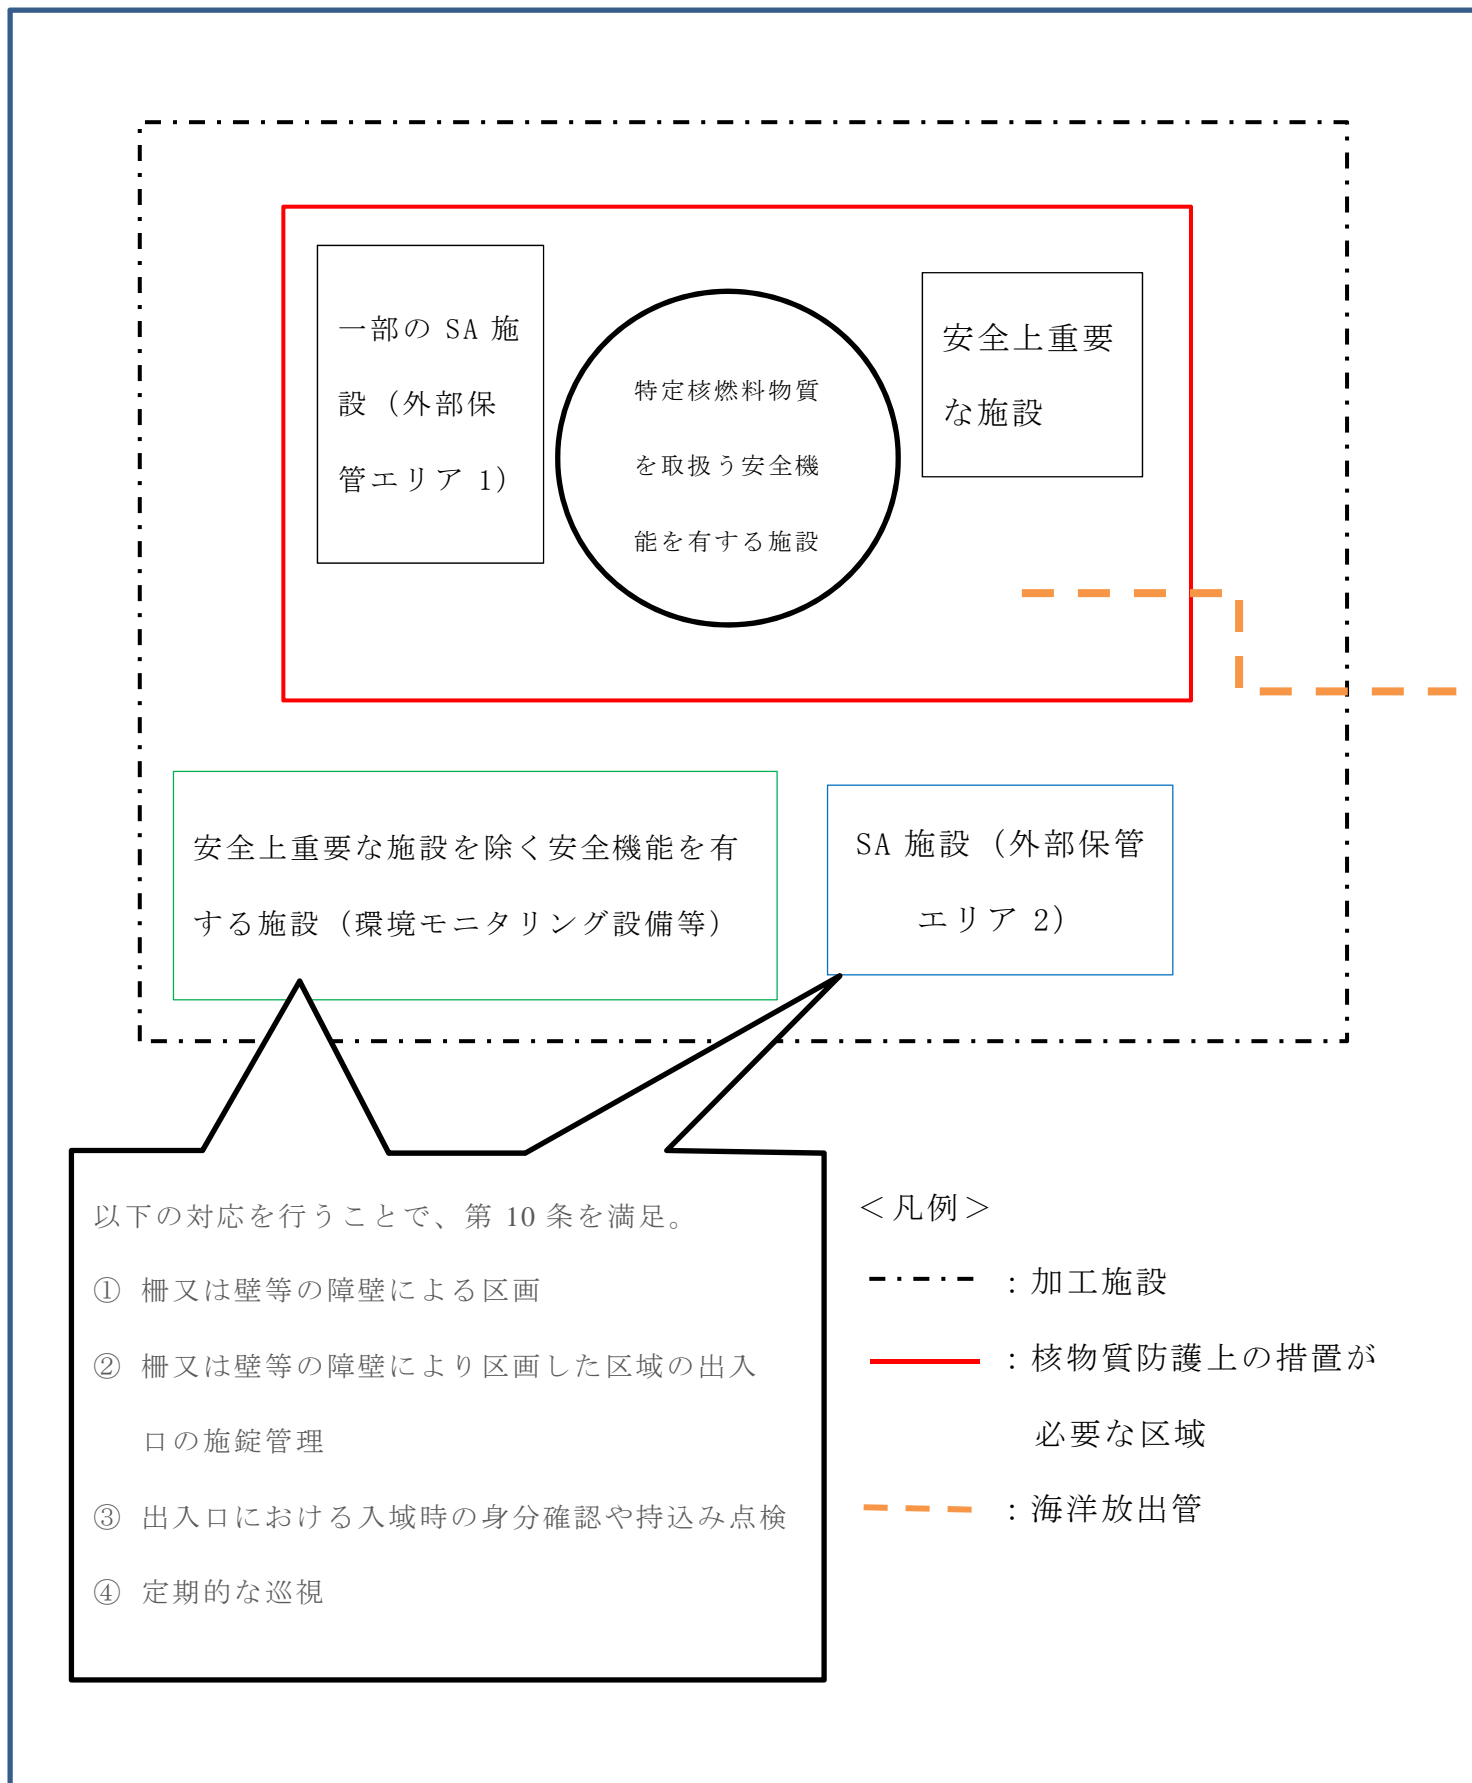 一部の SA 施
設（外部保
管エリア 1）
特定核燃料物質
を取扱う安全機
能を有する施設
安全上重要
な施設
安全上重要な施設を除く安全機能を有
する施設（環境モニタリング設備等）
SA 施設（外部保管
エリア 2）
以下の対応を行うことで、第 10 条を満足。
① 柵又は壁等の障壁による区画
② 柵又は壁等の障壁により区画した区域の出入
口の施錠管理
③ 出入口における入域時の身分確認や持込み点検
④ 定期的な巡視
＜凡例＞
：加工施設
：核物質防護上の措置が
必要な区域
：海洋放出管